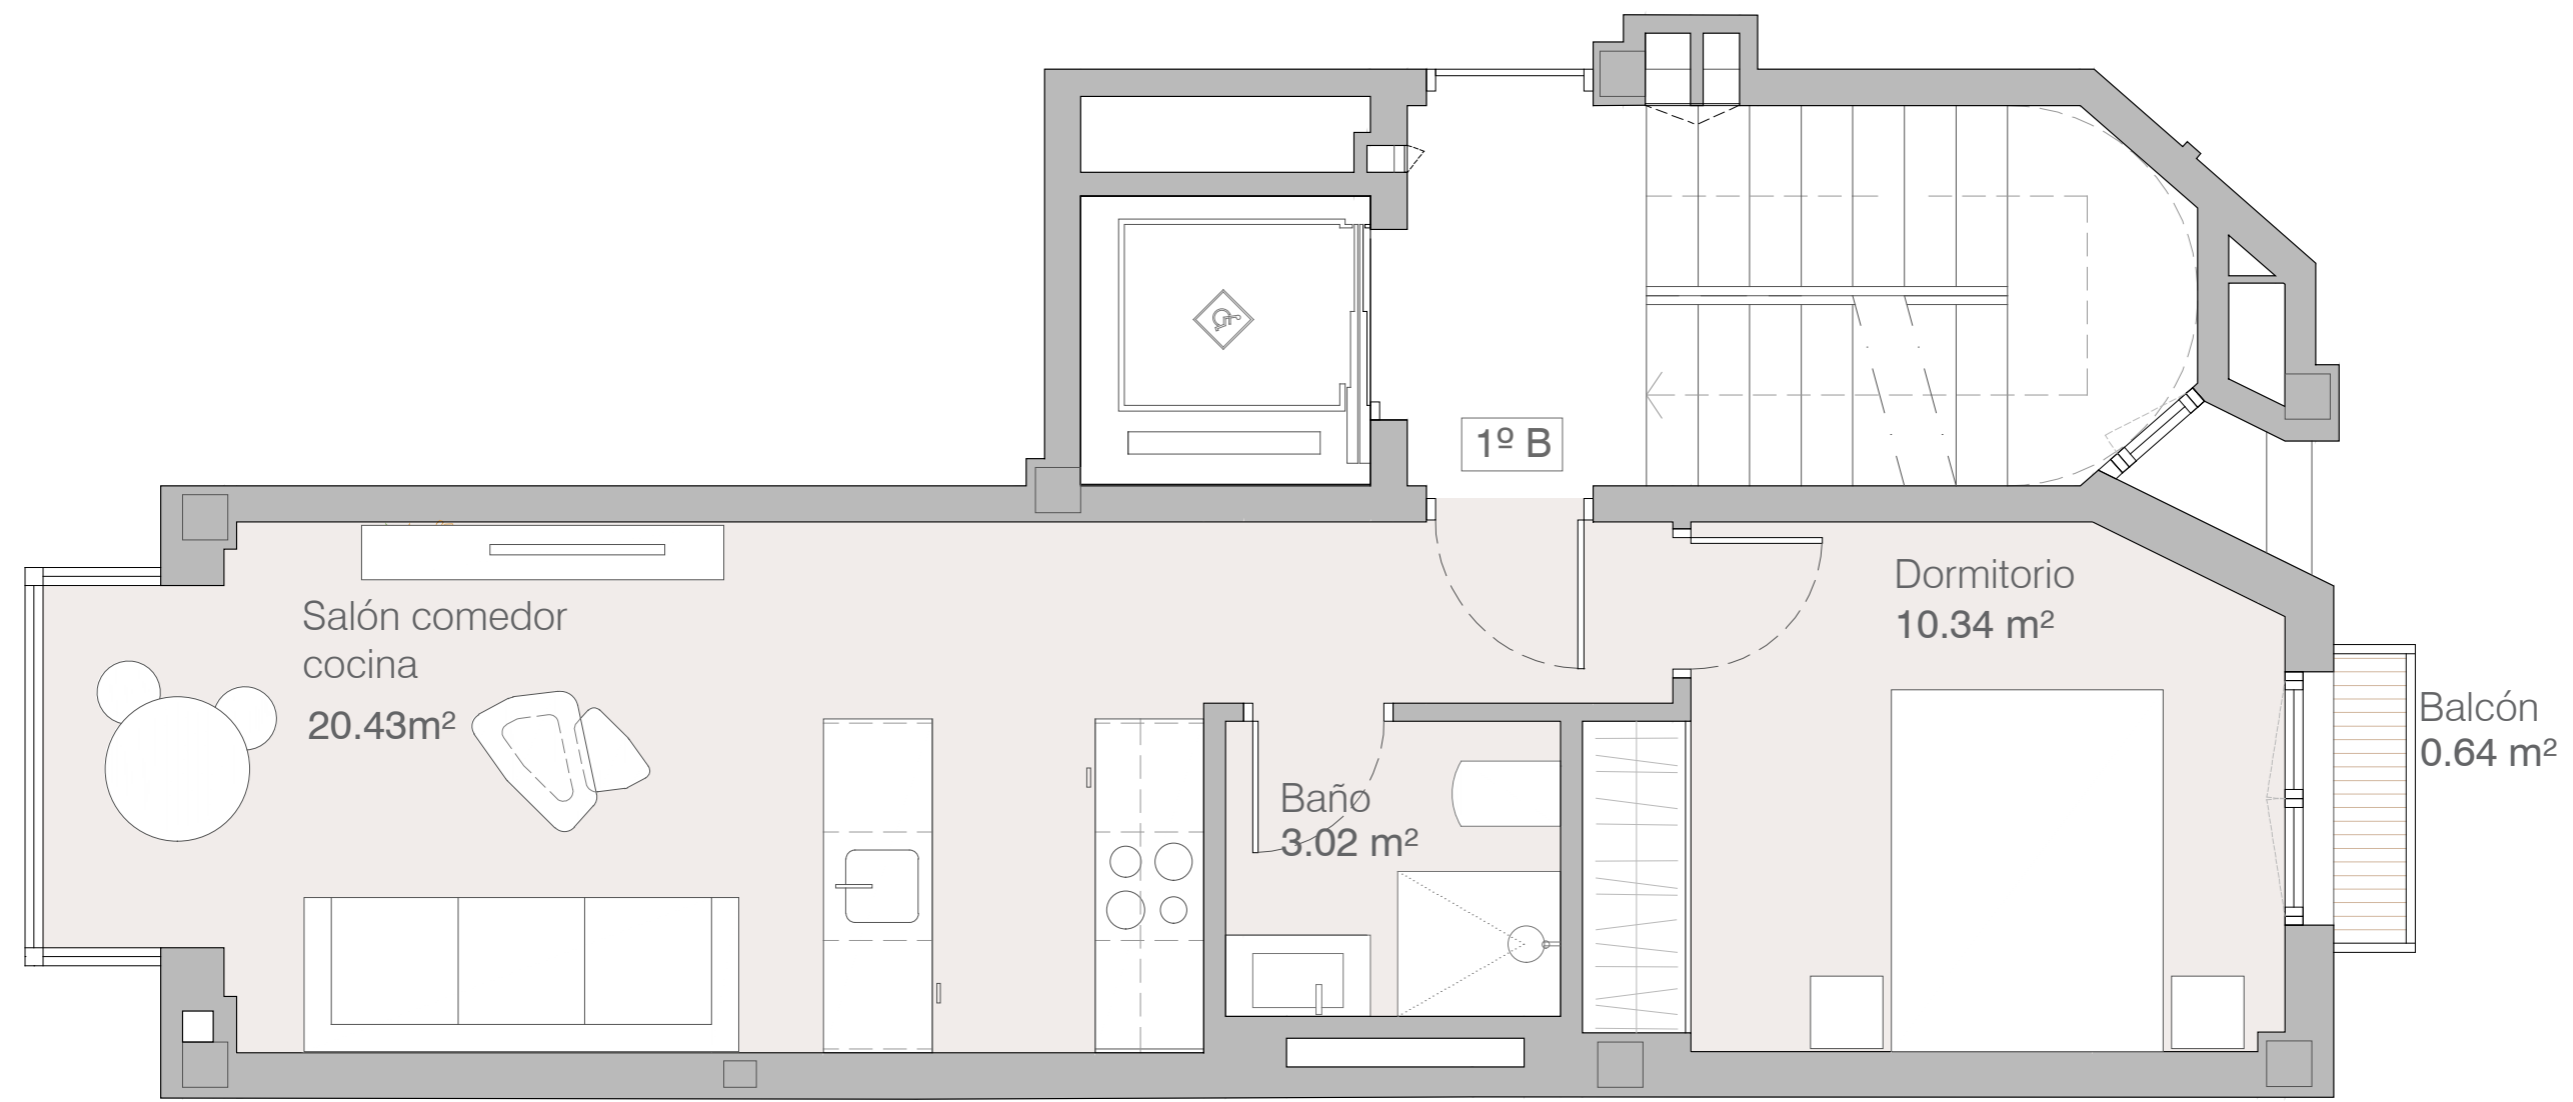 1º B
Dormitorio
10.34 m²
Salón comedor
cocina
20.43m²
Balcón
0.64 m²
Baño
3.02 m²